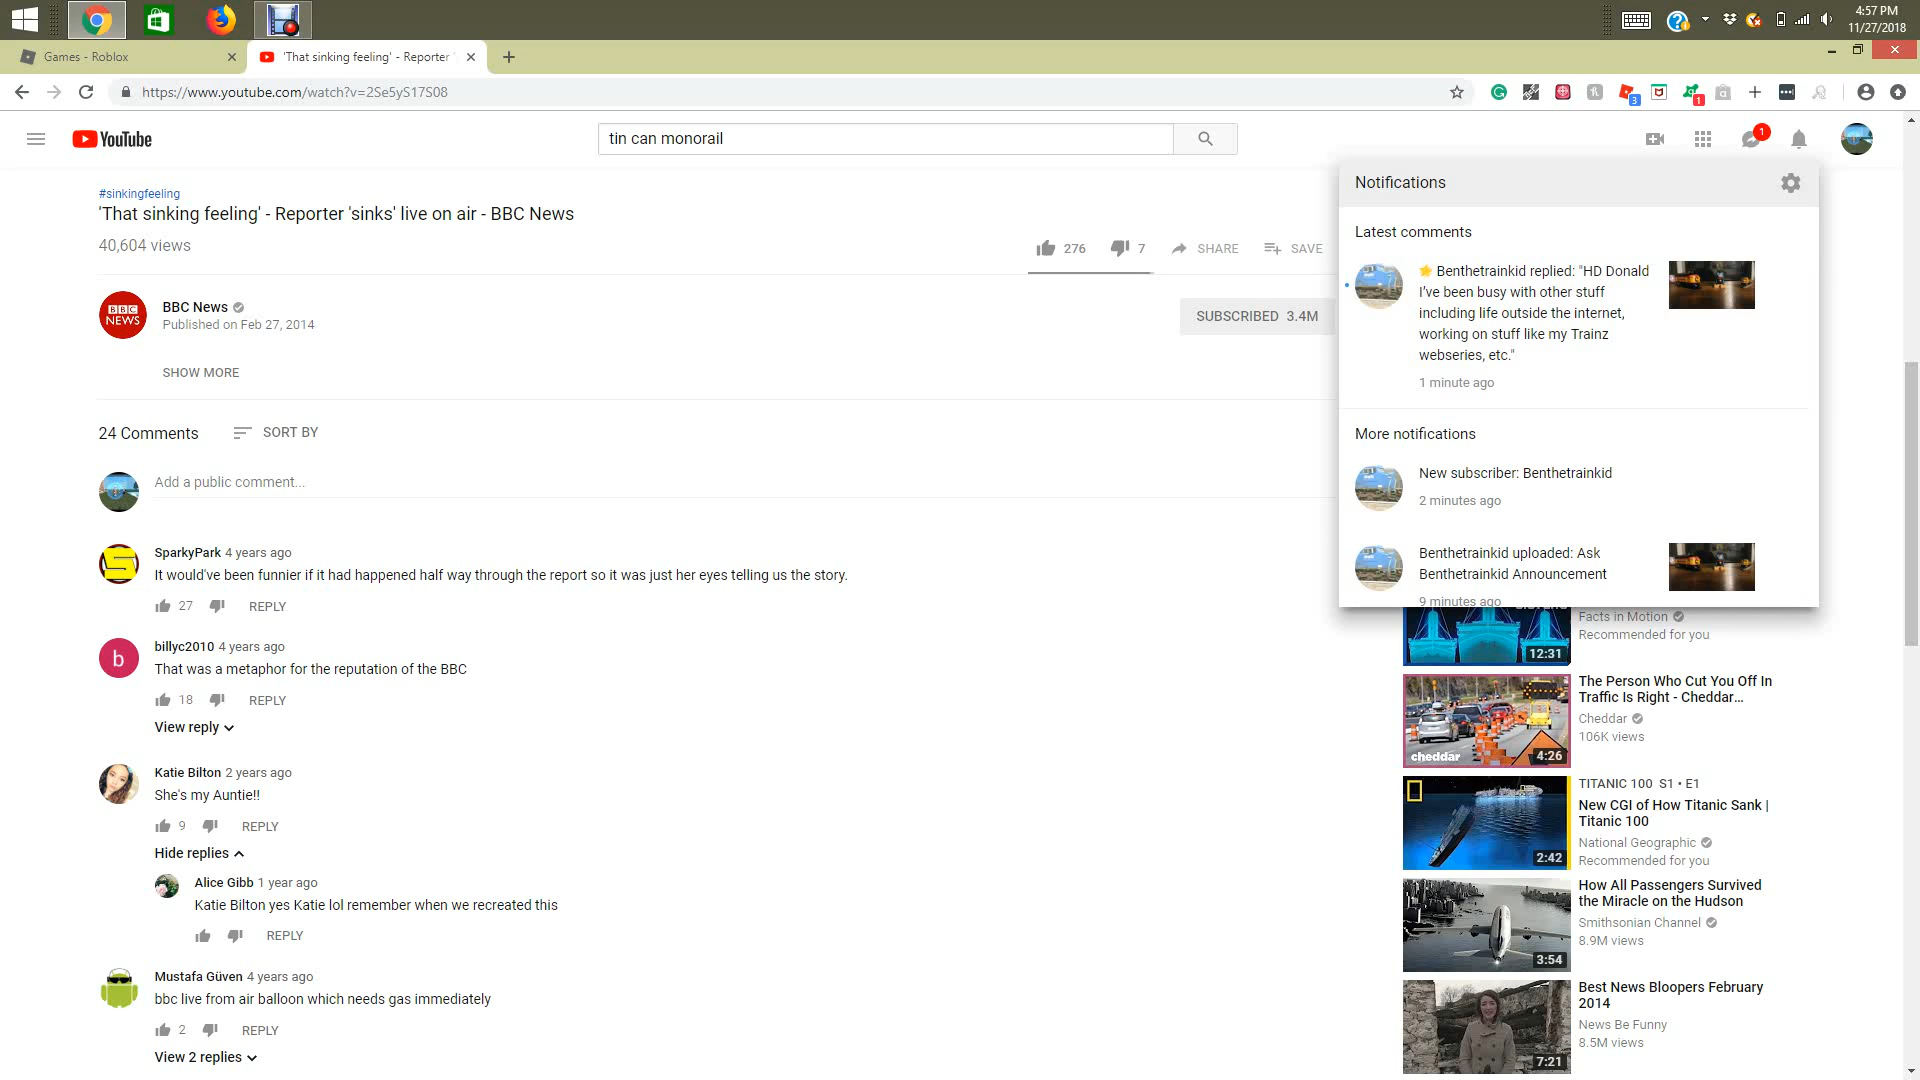 4:57 PM
11/27/2018
Games - Roblox
'That sinking feeling' - Reporter '
https://www.youtube.com/watch?v=2Se5yS17S08
3
1
YouTube
tin can monorail
1
#sinkingfeeling
'That sinking feeling' - Reporter 'sinks' live on air - BBC News
40,604 views
276
7
SHARE
SAVE
BBC
NEWS
BBC News
Published on Feb 27, 2014
SUBSCRIBED 3.4M
SHOW MORE
24 Comments
SORT BY
Add a public comment...
SparkyPark 4 years ago
It would've been funnier if it had happened half way through the report so it was just her eyes telling us the story.
27
REPLY
b
billyc2010 4 years ago
That was a metaphor for the reputation of the BBC
18
REPLY
View reply
Katie Bilton 2 years ago
She's my Auntie!!
9
REPLY
Hide replies
Alice Gibb 1 year ago
Katie Bilton yes Katie lol remember when we recreated this
REPLY
Mustafa Güven 4 years ago
bbc live from air balloon which needs gas immediately
2
REPLY
View 2 replies
Notifications
Latest comments
Benthetrainkid replied: "HD Donald
I've been busy with other stuff
including life outside the internet,
working on stuff like my Trainz
webseries, etc."
1 minute ago
More notifications
New subscriber: Benthetrainkid
2 minutes ago
Benthetrainkid uploaded: Ask
Benthetrainkid Announcement
9 minutes ago
12:31
Facts in Motion
Recommended for you
cheddar
4:26
The Person Who Cut You Off In
Traffic Is Right - Cheddar...
Cheddar
106K views
2:42
TITANIC 100 S1 • E1
New CGI of How Titanic Sank |
Titanic 100
National Geographic
Recommended for you
3:54
How All Passengers Survived
the Miracle on the Hudson
Smithsonian Channel
8.9M views
7:21
Best News Bloopers February
2014
News Be Funny
8.5M views